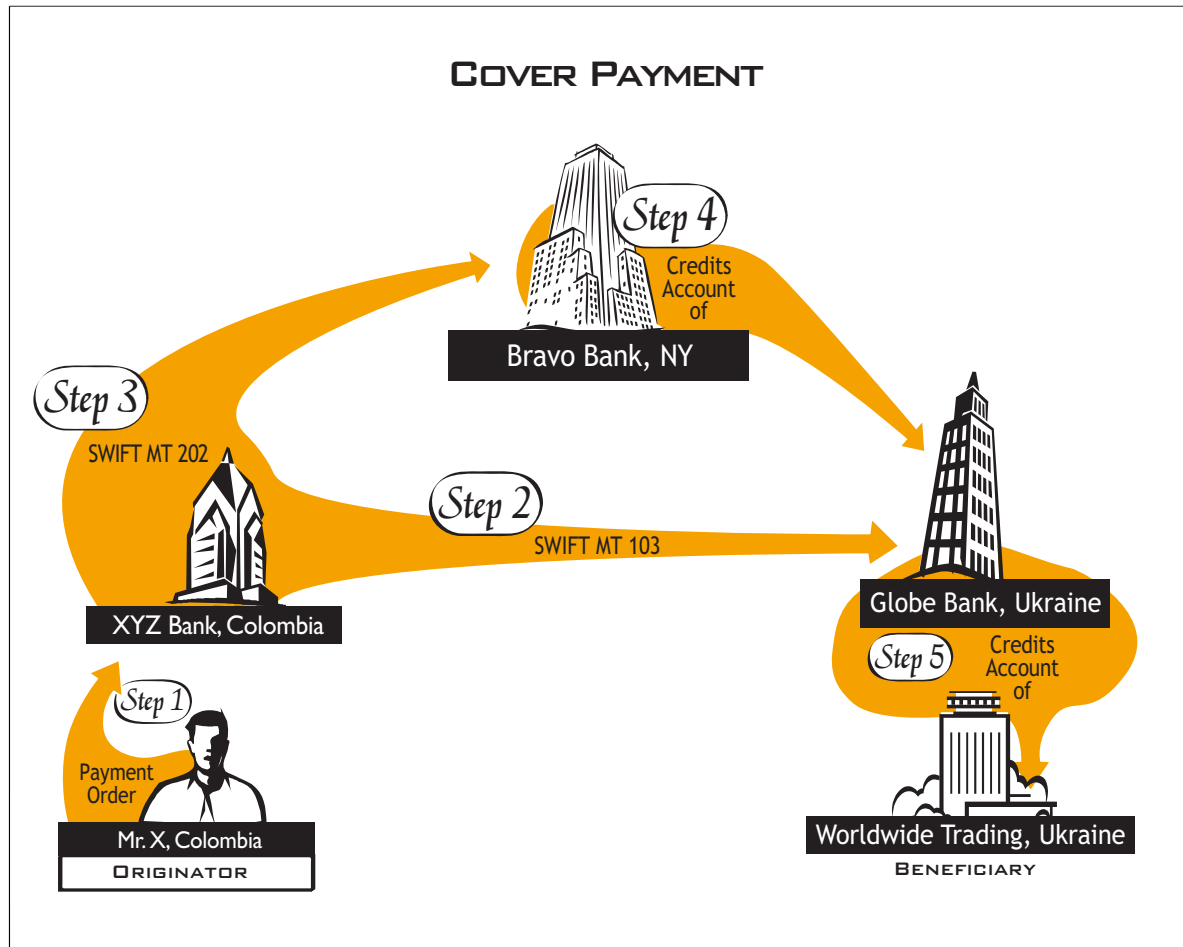 COVER PAYMENT
Step 4
Credits
Account
of
Bravo Bank, NY
Step 3
SWIFT MT 202
Step 2
SWIFT MT 103
XYZ Bank, Colombia
Globe Bank, Ukraine
Step 5
Credits
Account
of
Step 1
Payment
Order
Mr. X, Colombia
ORIGINATOR
Worldwide Trading, Ukraine
BENEFICIARY